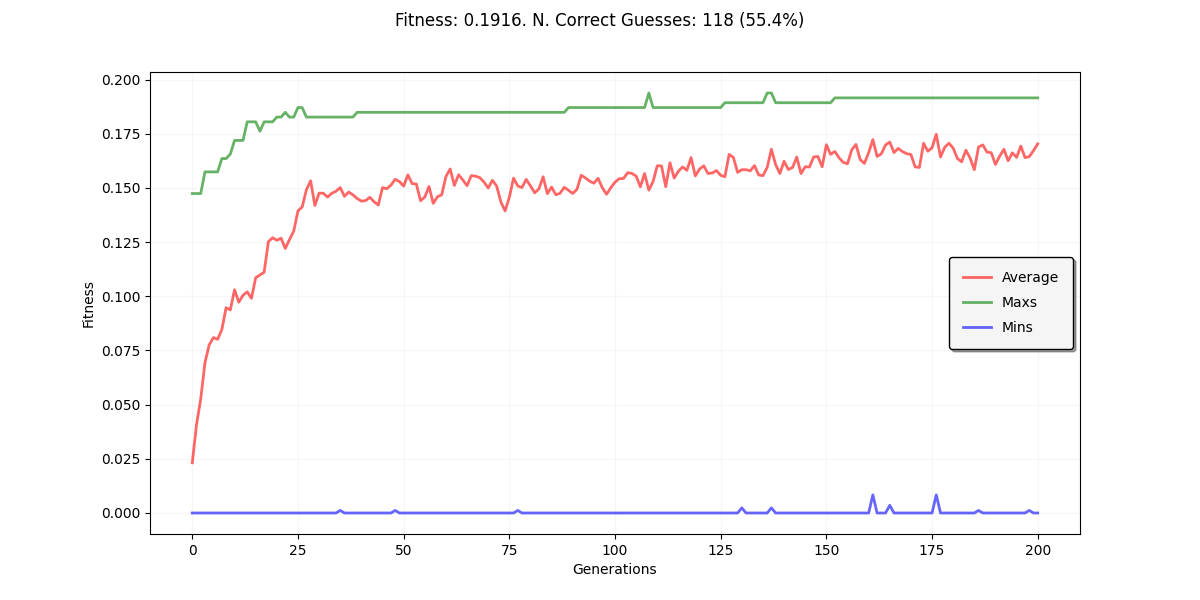 Fitness: 0.1916. N. Correct Guesses: 118 (55.4%)
0.200
0.175
0.150
0.125
0.100
0.075
0.050
0.025
0.000
Fitness
Average
Maxs
Mins
0 25 50 75 100 125 150 175 200
Generations